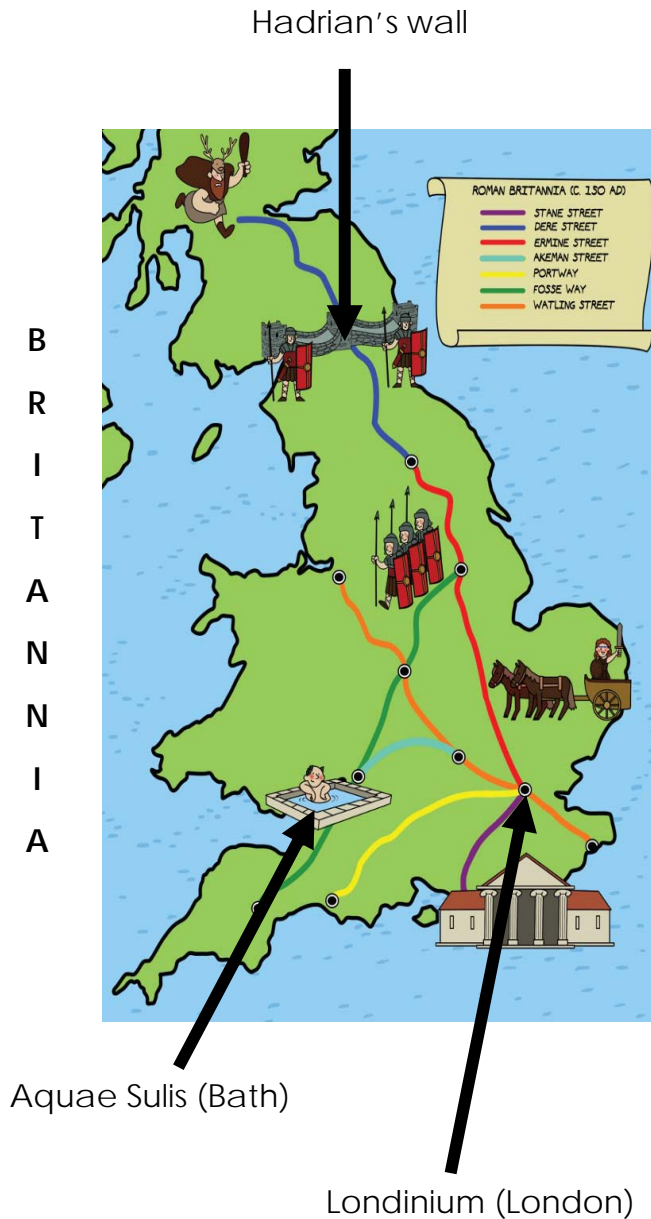 Hadrian’s wall
ROMAN BRITANNIA (C. 130 AD)
STANE STREET
DERE STREET
ERMINE STREET
AKEMAN STREET
PORTWAY
FOSSE WAY
WATLING STREET
B
R
I
T
A
N
N
I
A
Aquae Sulis (Bath)
Londinium (London)